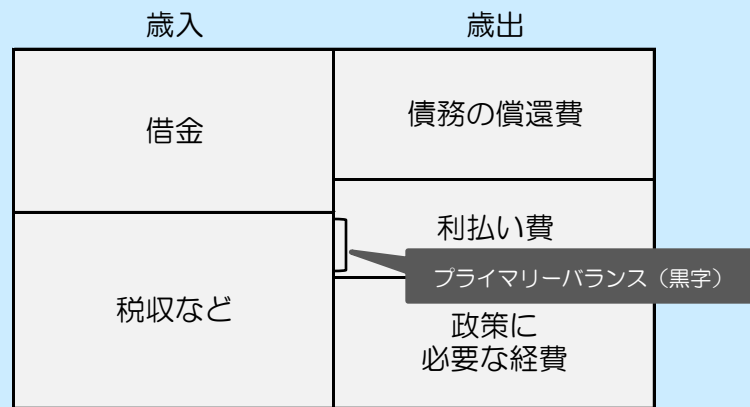 歳入
歳出
借金
債務の償還費
利払い費
プライマリーバランス（黒字）
税収など
政策に
必要な経費